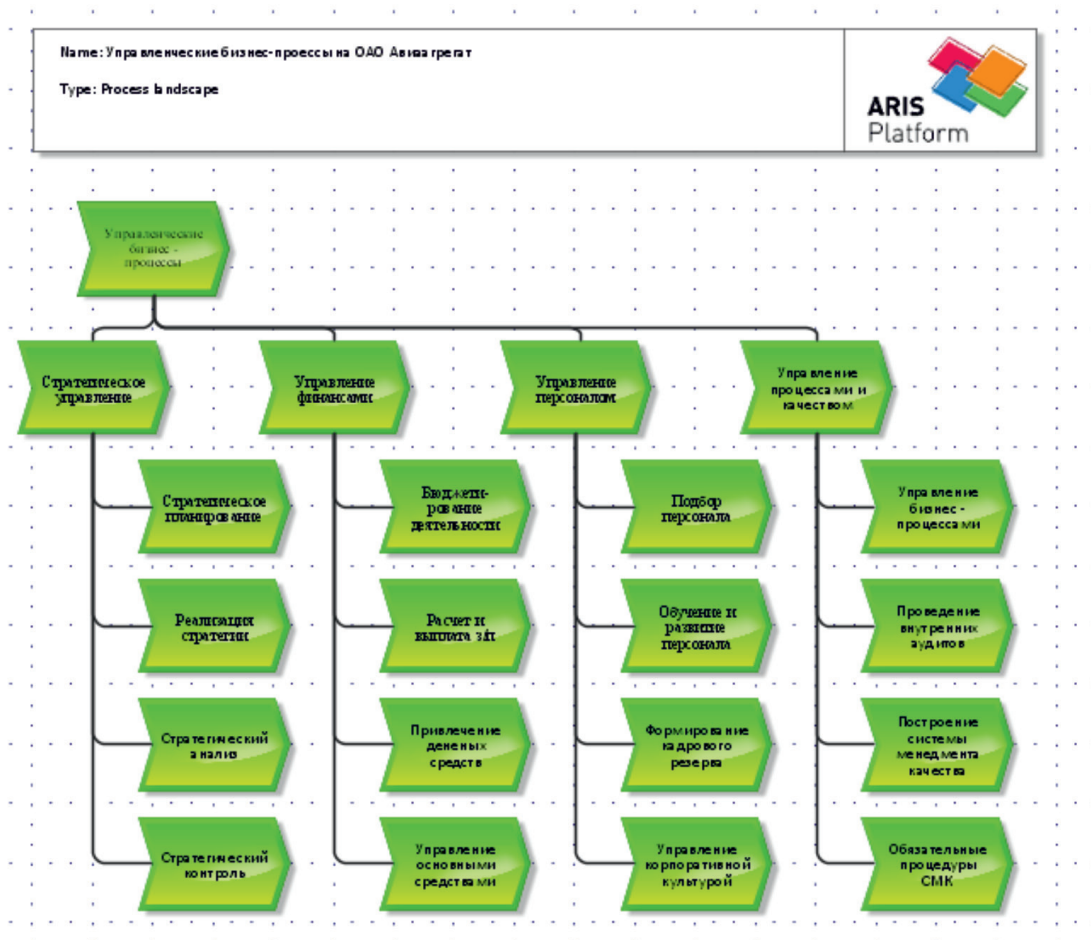 Name: Управленческие бизнес-проессы на ОАО Авиаагрегат
Type: Process landscape
ARIS
Platform
Управленческие
бизнес -
процессы
Стратегическое
управление
Управление
финансами
Управление
персоналом
Управление
процессами и
качеством
Стратегическое
планирование
Бюджети-
рование
деятельности
Подбор
персонала
Управление
бизнес -
процессами
Реализация
стратегии
Расчет и
выплата з/п
Обучение и
развитие
персонала
Проведение
внутренних
аудитов
Стратегический
анализ
Привлечение
дененых
средств
Формирование
кадрового
резерва
Построение
системы
менедмента
качества
Стратегический
контроль
Управление
основными
средствами
Управление
корпоративной
культурой
Обязательные
процедуры
СМК